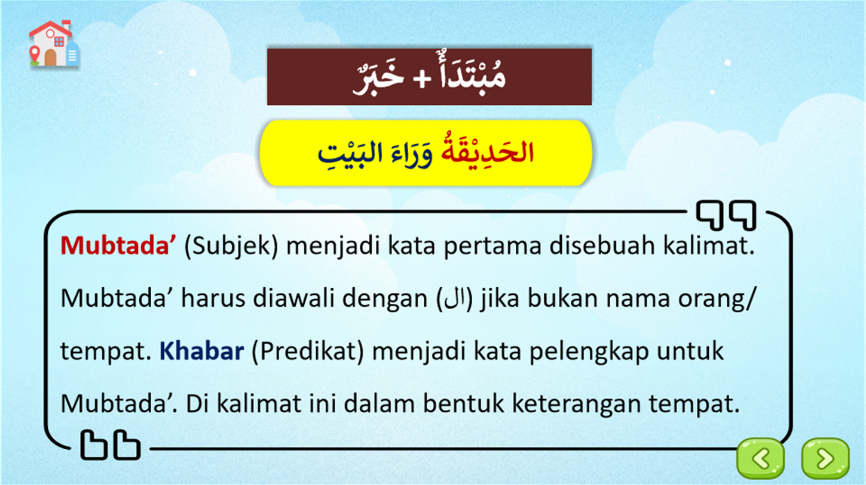 مُبْتَدَأٌ + خَبَرٌ
الحَدِيْقَةُ وَرَاءَ البَيْتِ
Mubtada’ (Subjek) menjadi kata pertama disebuah kalimat.
Mubtada’ harus diawali dengan (ال) jika bukan nama orang/
tempat. Khabar (Predikat) menjadi kata pelengkap untuk
Mubtada’. Di kalimat ini dalam bentuk keterangan tempat.